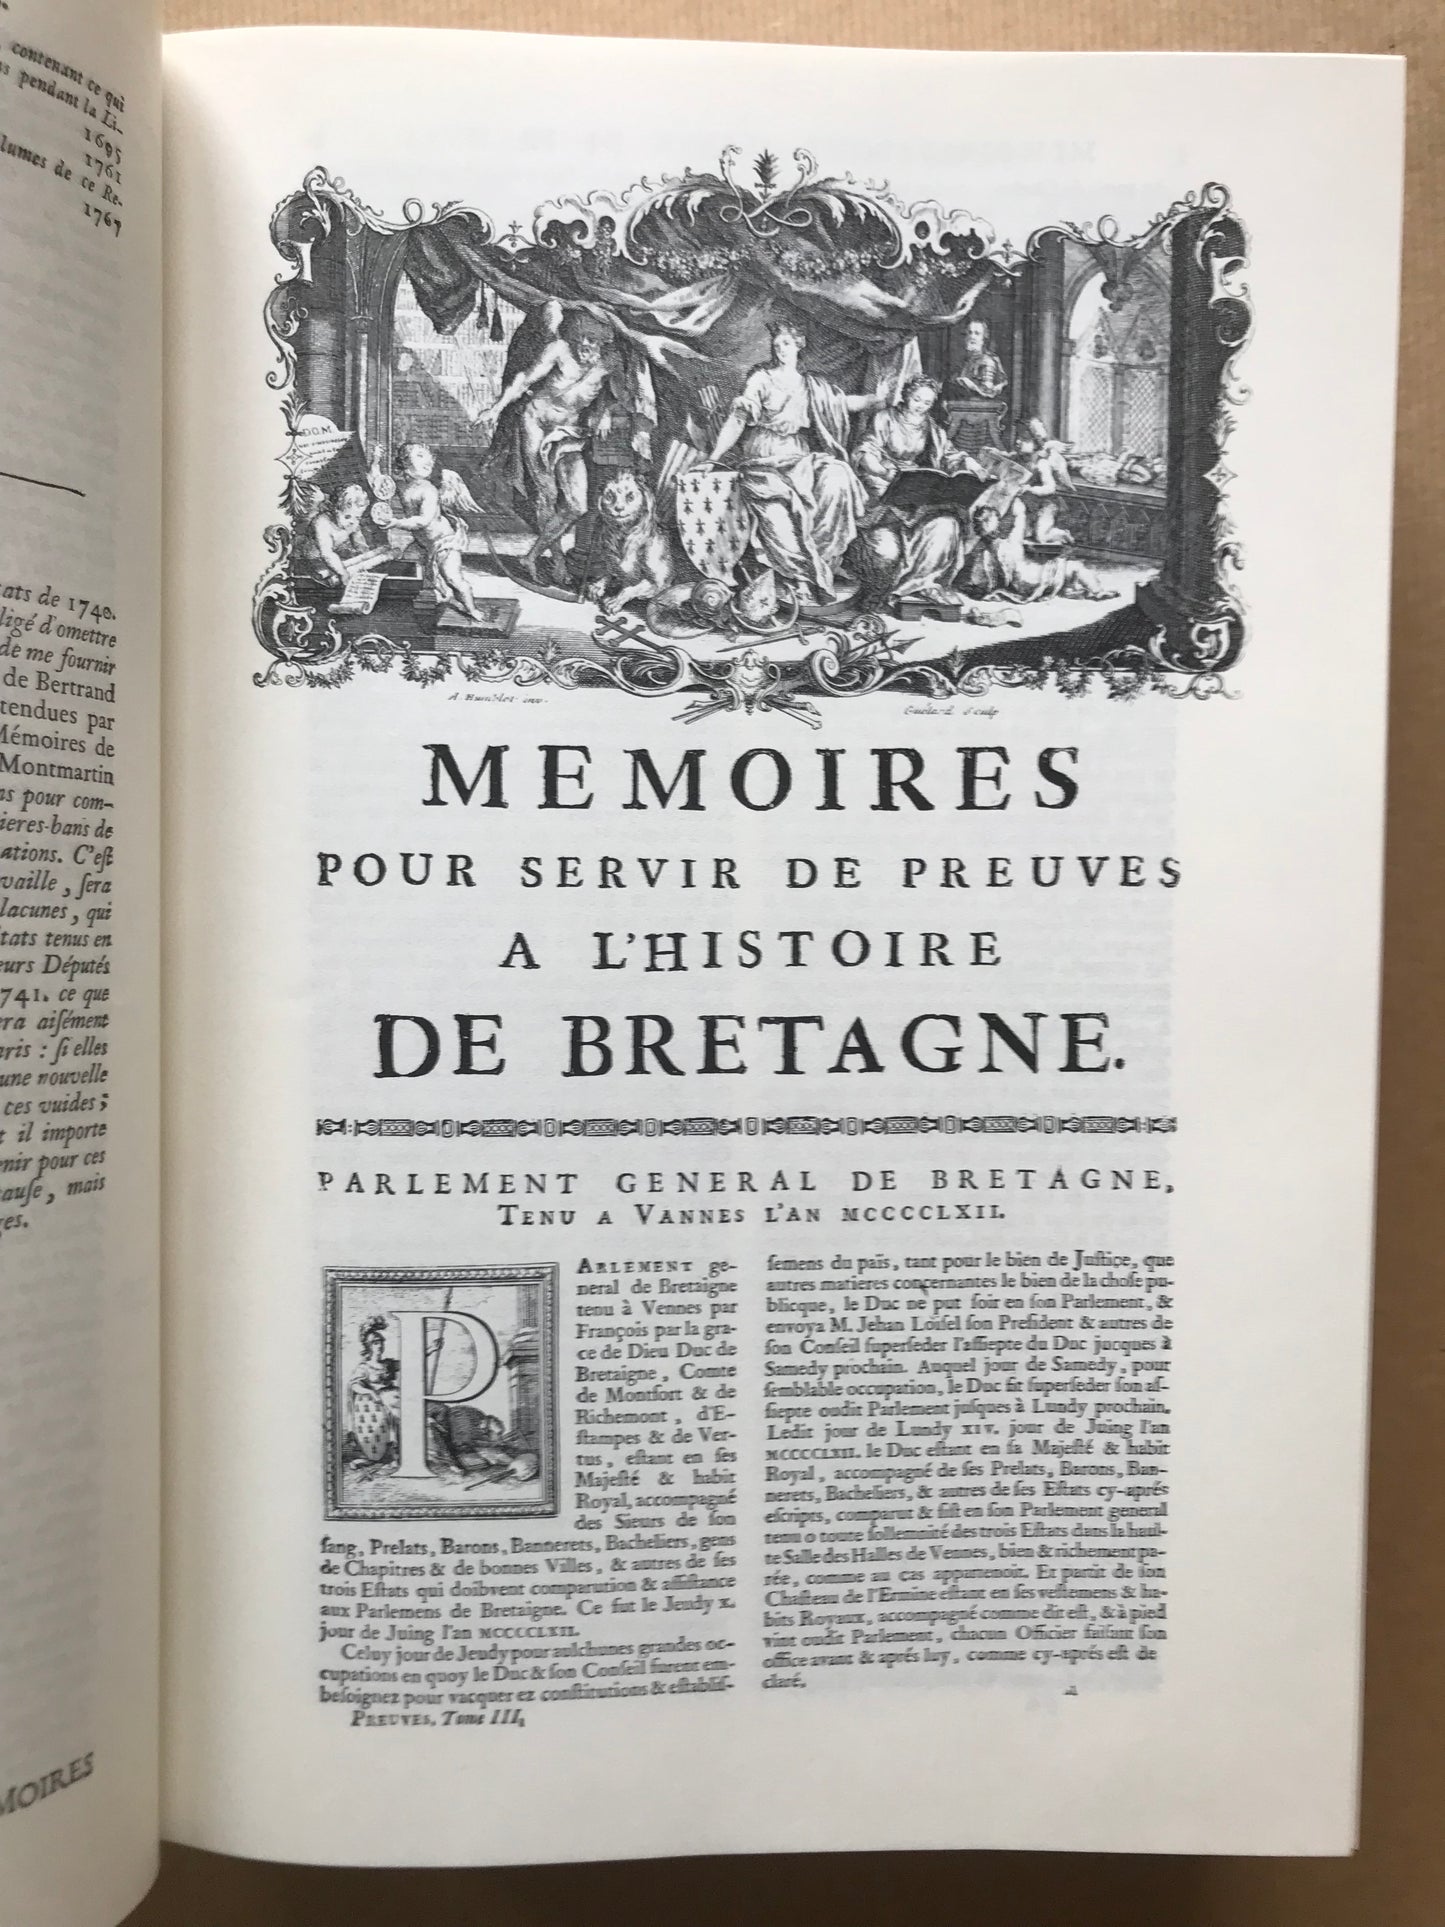 contenant ce qui
pendant la Li-
1695
1761
lumes de ce Re-
1767
ats de 1740.
ligé d'omettre
de me fournir
de Bertrand
tendues par
Mémoires de
Montmartin
ns pour com-
ieres-bans de
ations. C'eſt
vaille, ſera
lacunes, qui
tats tenus en
eurs Députés
741. ce que
era aiſément
aris : ſi elles
une nouvelle
ces vuides ;
t il importe
enir pour ces
cauſe, mais
ges.
MOIRES
D.O.M.
A. Humblot inv.
Guélard Sculp
MEMOIRES
POUR SERVIR DE PREUVES
A L'HISTOIRE
DE BRETAGNE.
PARLEMENT GENERAL DE BRETAGNE,
TENU A VANNES L'AN MCCCCLXII.
PARLEMENT ge-
neral de Bretaigne
tenu à Vennes par
François par la gra-
ce de Dieu Duc de
Bretaigne, Comte
de Montfort & de
Richemont, d'E-
ſtampes & de Ver-
tus, eſtant en ſes
Majeſté & habit
Royal, accompagné
des Sieurs de ſon
ſang, Prelats, Barons, Bannerets, Bacheliers, gens
de Chapitres & de bonnes Villes, & autres de ſes
trois Eſtats qui doibvent comparution & aſſiſtance
aux Parlemens de Bretaigne. Ce fut le Jeudy X.
jour de Juing l'an MCCCCLXII.
Celuy jour de Jeudy pour aulchunes grandes oc-
cupations en quoy le Duc & ſon Conſeil furent em-
beſoignez pour vacquer ez conſtitutions & eſtabliſ-
PREUVES, Tome III.
ſemens du païs, tant pour le bien de Juſtice, que
autres matieres concernantes le bien de la choſe pu-
blicque, le Duc ne put ſoir en ſon Parlement, &
envoya M. Jehan Loiſel ſon Preſident & autres de
ſon Conſeil ſuperſeder l'aſſiepte du Duc jucques à
Samedy prochain. Auquel jour de Samedy, pour
ſemblable occupation, le Duc fit ſuperſeder ſon aſ-
ſiepte oudit Parlement juſques à Lundy prochain.
Ledit jour de Lundy XIV. jour de Juing l'an
MCCCCLXII. le Duc eſtant en ſa Majeſté & habit
Royal, accompagné de ſes Prelats, Barons, Ban-
nerets, Bacheliers, & autres de ſes Eſtats cy-aprés
eſcripts, comparut & ſiſt en ſon Parlement general
tenu o toute ſollemnité des trois Eſtats dans la haul-
te Salle des Halles de Vennes, bien & richement pa-
rée, comme au cas appartenoit. Et partit de ſon
Chaſteau de l'Ermine eſtant en ſes veſtemens & ha-
bits Royaux, accompagné comme dit eſt, & à pied
vint oudit Parlement, chacun Officier faiſant ſon
office avant & aprés luy, comme cy-aprés eſt de
claré.